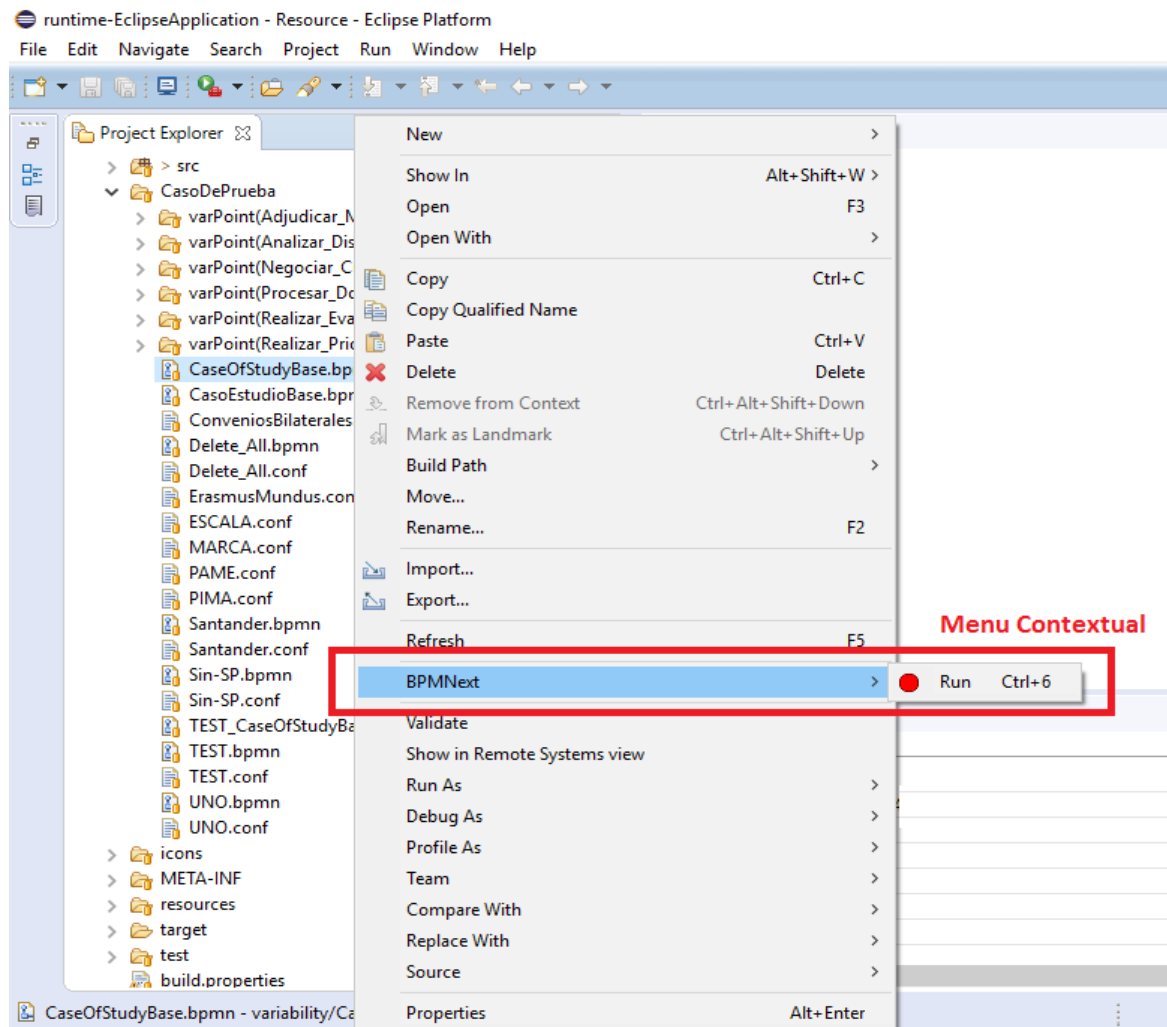 runtime-EclipseApplication - Resource - Eclipse Platform
File Edit Navigate Search Project Run Window Help
Project Explorer
> src
CasoDePrueba
varPoint(Adjudicar_
varPoint(Analizar_Dis
varPoint(Negociar_C
varPoint(Procesar_Do
varPoint(Realizar_Eva
varPoint(Realizar_Pric
CaseOfStudyBase.bp
CasoEstudioBase.bpr
ConveniosBilaterales
Delete_All.bpmn
Delete_All.conf
ErasmusMundus.con
ESCALA.conf
MARCA.conf
PAME.conf
PIMA.conf
Santander.bpmn
Santander.conf
Sin-SP.bpmn
Sin-SP.conf
TEST_CaseOfStudyBa
TEST.bpmn
TEST.conf
UNO.bpmn
UNO.conf
icons
META-INF
resources
target
test
build.properties
New
Show In Alt+Shift+W
Open F3
Open With
Copy Ctrl+C
Copy Qualified Name
Paste Ctrl+V
Delete Delete
Remove from Context Ctrl+Alt+Shift+Down
Mark as Landmark Ctrl+Alt+Shift+Up
Build Path
Move...
Rename... F2
Import...
Export...
Refresh F5
BPMNext
Validate
Show in Remote Systems view
Run As
Debug As
Profile As
Team
Compare With
Replace With
Source
Properties Alt+Enter
Menu Contextual
Run Ctrl+6
CaseOfStudyBase.bpmn - variability/Ca